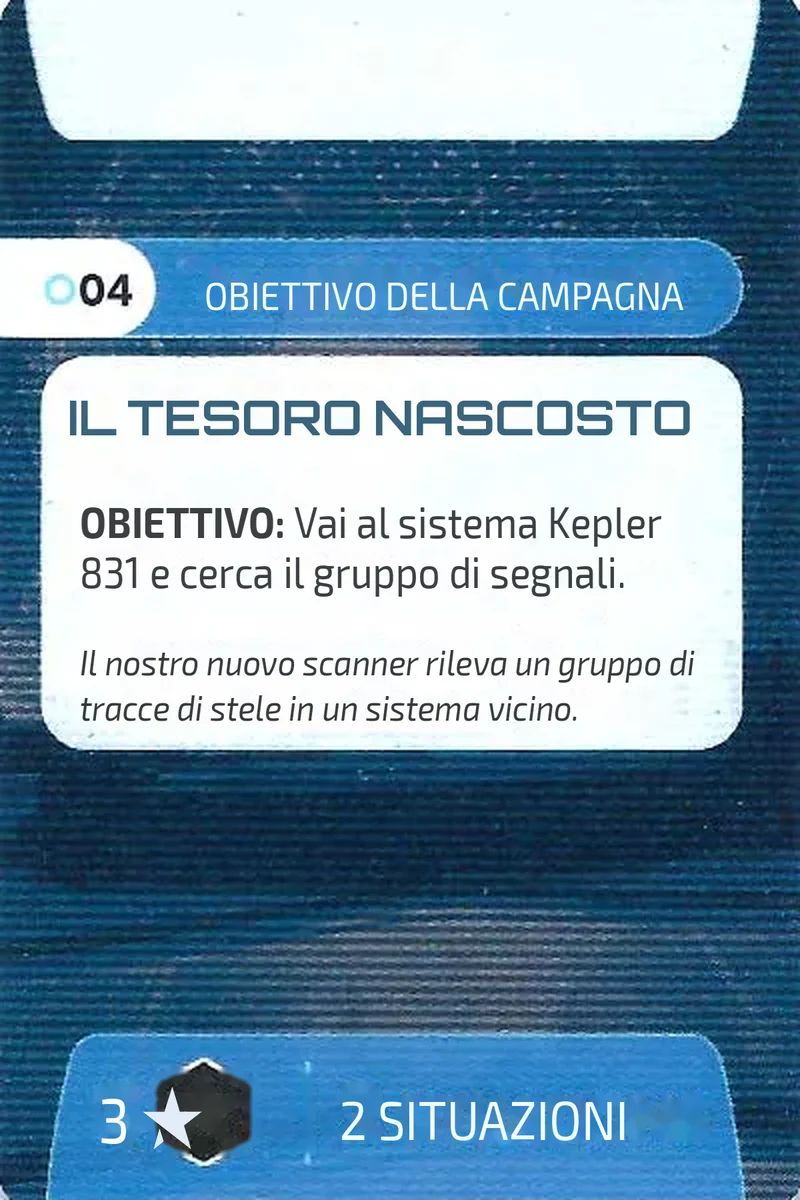 04
OBIETTIVO DELLA CAMPAGNA
IL TESORO NASCOSTO
OBIETTIVO: Vai al sistema Kepler
831 e cerca il gruppo di segnali.
Il nostro nuovo scanner rileva un gruppo di
tracce di stele in un sistema vicino.
3
2 SITUAZIONI